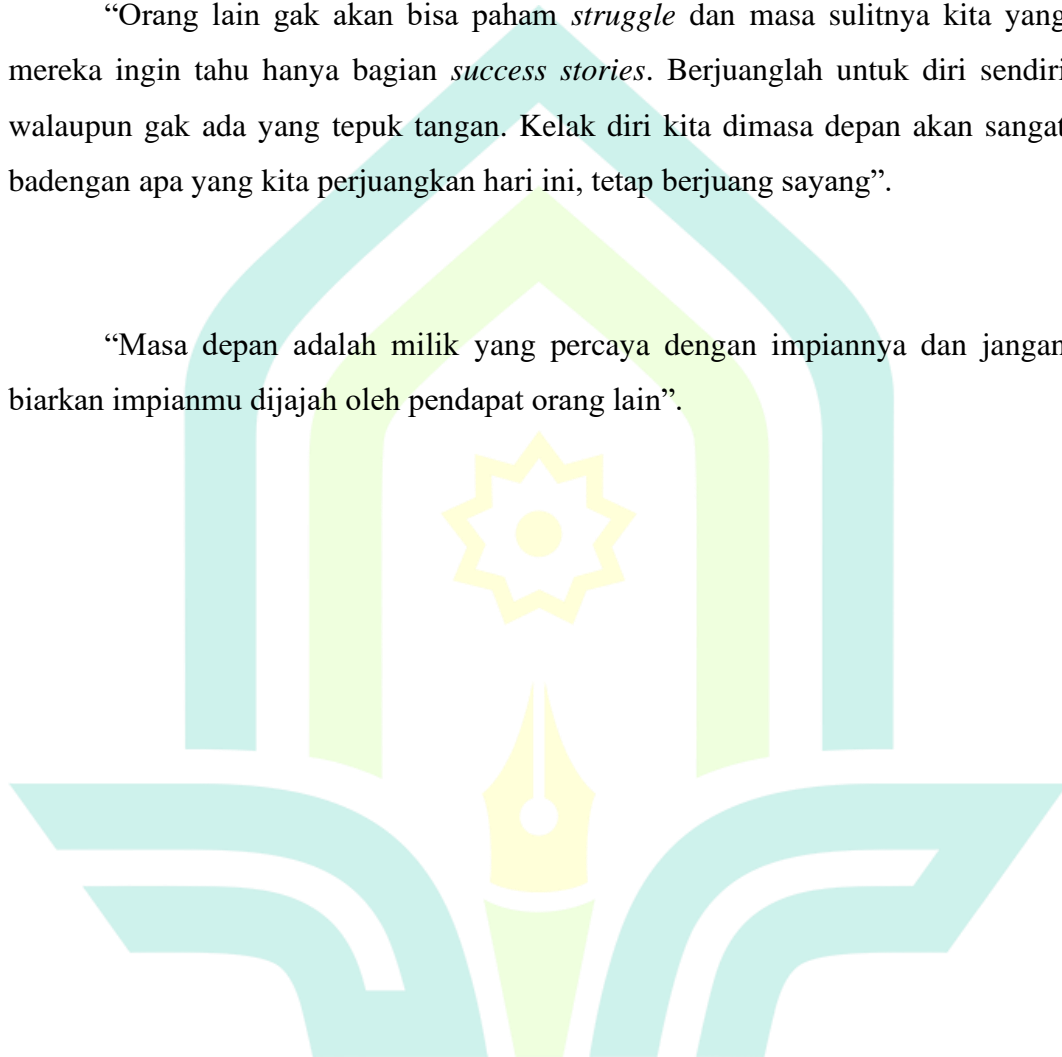 “Orang lain gak akan bisa paham struggle dan masa sulitnya kita yang
mereka ingin tahu hanya bagian success stories. Berjuanglah untuk diri sendiri
walaupun gak ada yang tepuk tangan. Kelak diri kita dimasa depan akan sangat
badengan apa yang kita perjuangkan hari ini, tetap berjuang sayang”.
“Masa depan adalah milik yang percaya dengan impiannya dan jangan
biarkan impianmu dijajah oleh pendapat orang lain”.